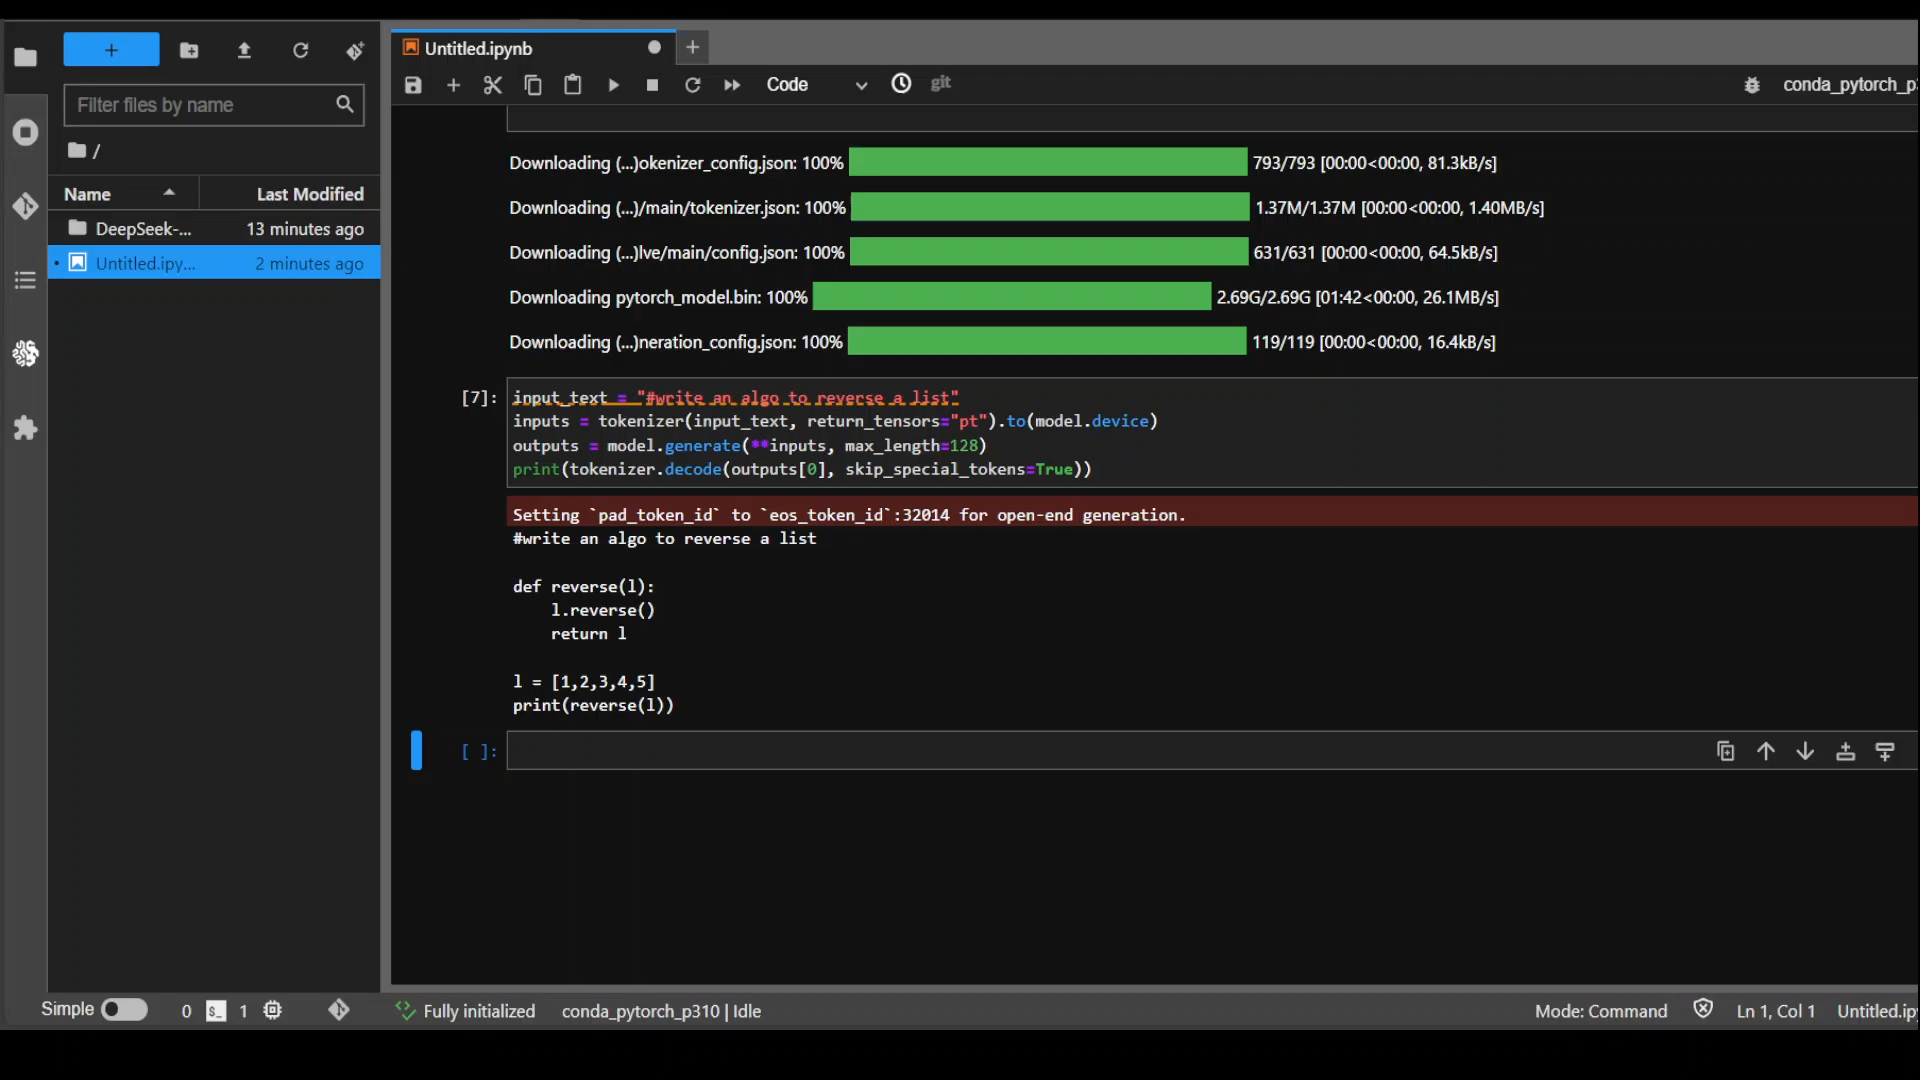 +
Untitled.ipynb
+
Filter files by name
Code
git
conda_pytorch_p
/
Name
Last Modified
DeepSeek-...
13 minutes ago
• Untitled.ipy...
2 minutes ago
Downloading (...)okenizer_config.json: 100% 793/793 [00:00<00:00, 81.3kB/s]
Downloading (...)/main/tokenizer.json: 100% 1.37M/1.37M [00:00<00:00, 1.40MB/s]
Downloading (...)lve/main/config.json: 100% 631/631 [00:00<00:00, 64.5kB/s]
Downloading pytorch_model.bin: 100% 2.69G/2.69G [01:42<00:00, 26.1MB/s]
Downloading (...)neration_config.json: 100% 119/119 [00:00<00:00, 16.4kB/s]
[7]: input_text = "#write an algo to reverse a list"
inputs = tokenizer(input_text, return_tensors="pt").to(model.device)
outputs = model.generate(**inputs, max_length=128)
print(tokenizer.decode(outputs[0], skip_special_tokens=True))
Setting `pad_token_id` to `eos_token_id`:32014 for open-end generation.
#write an algo to reverse a list
def reverse(l):
    l.reverse()
    return l
l = [1,2,3,4,5]
print(reverse(l))
[ ]:
Simple 0 $_ 1
Fully initialized conda_pytorch_p310 | Idle
Mode: Command Ln 1, Col 1 Untitled.ipy